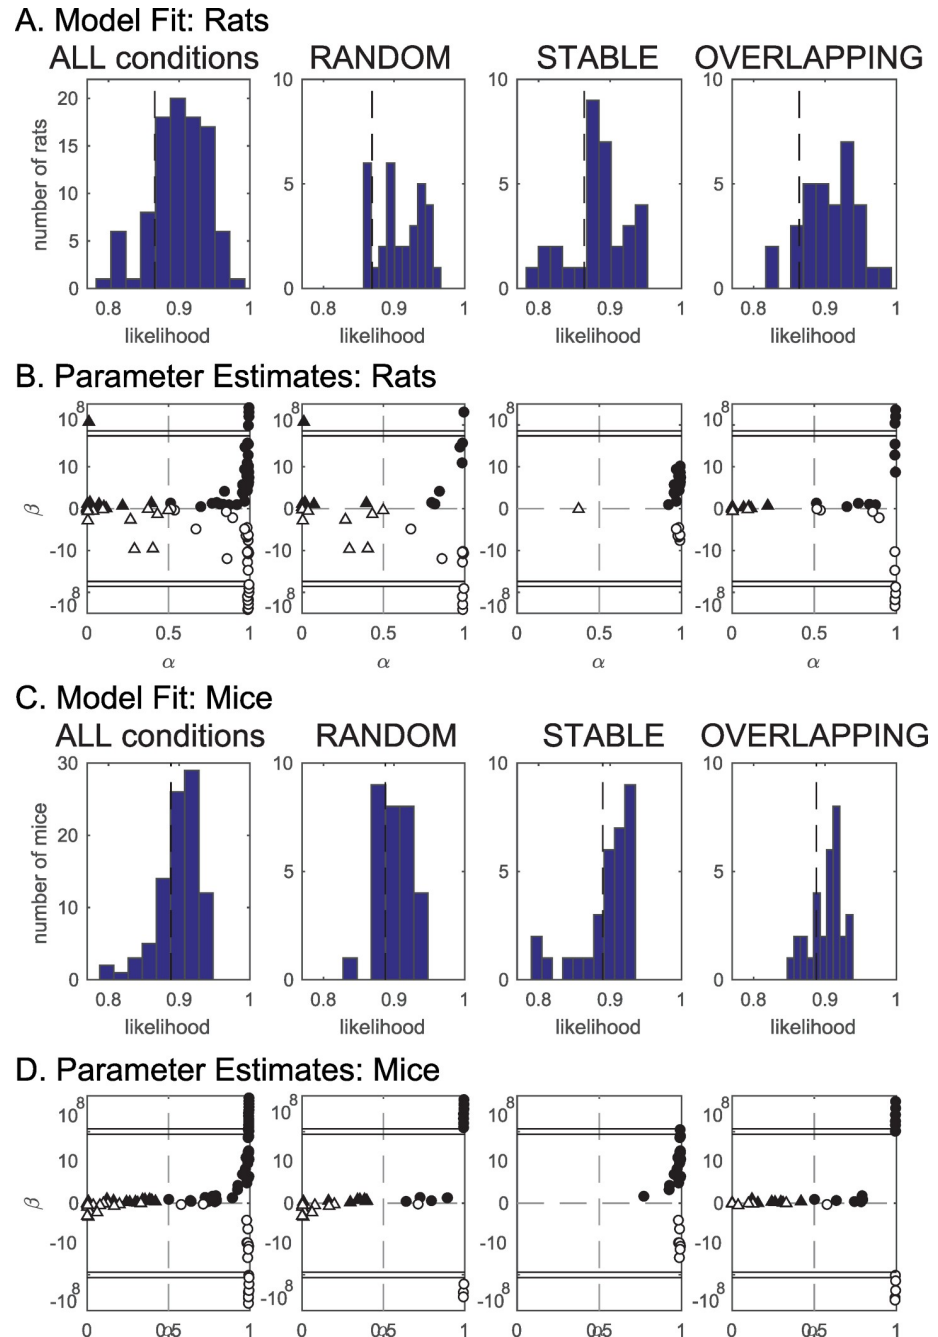 A. Model Fit: Rats
ALL conditions RANDOM STABLE OVERLAPPING
20 10 10 10
number of rats
15
10 5 5 5
5
0 0 0 0
0.8 0.9 1 0.8 0.9 1 0.8 0.9 1 0.8 0.9 1
likelihood likelihood likelihood likelihood
B. Parameter Estimates: Rats
10^8 10^8 10^8 10^8
10 10 10 10
β 0 0 0 0
-10 -10 -10 -10
-10^8 -10^8 -10^8 -10^8
0 0.5 1 0 0.5 1 0 0.5 1 0 0.5 1
α α α α
C. Model Fit: Mice
ALL conditions RANDOM STABLE OVERLAPPING
30 10 10 10
number of mice
20
5 5 5
10
0 0 0 0
0.8 0.9 1 0.8 0.9 1 0.8 0.9 1 0.8 0.9 1
likelihood likelihood likelihood likelihood
D. Parameter Estimates: Mice
10^8 10^8 10^8 10^8
10 10 10 10
β 0 0 0 0
-10 -10 -10 -10
-10^8 -10^8 -10^8 -10^8
0 0.5 1 0 0.5 1 0 0.5 1 0 0.5 1